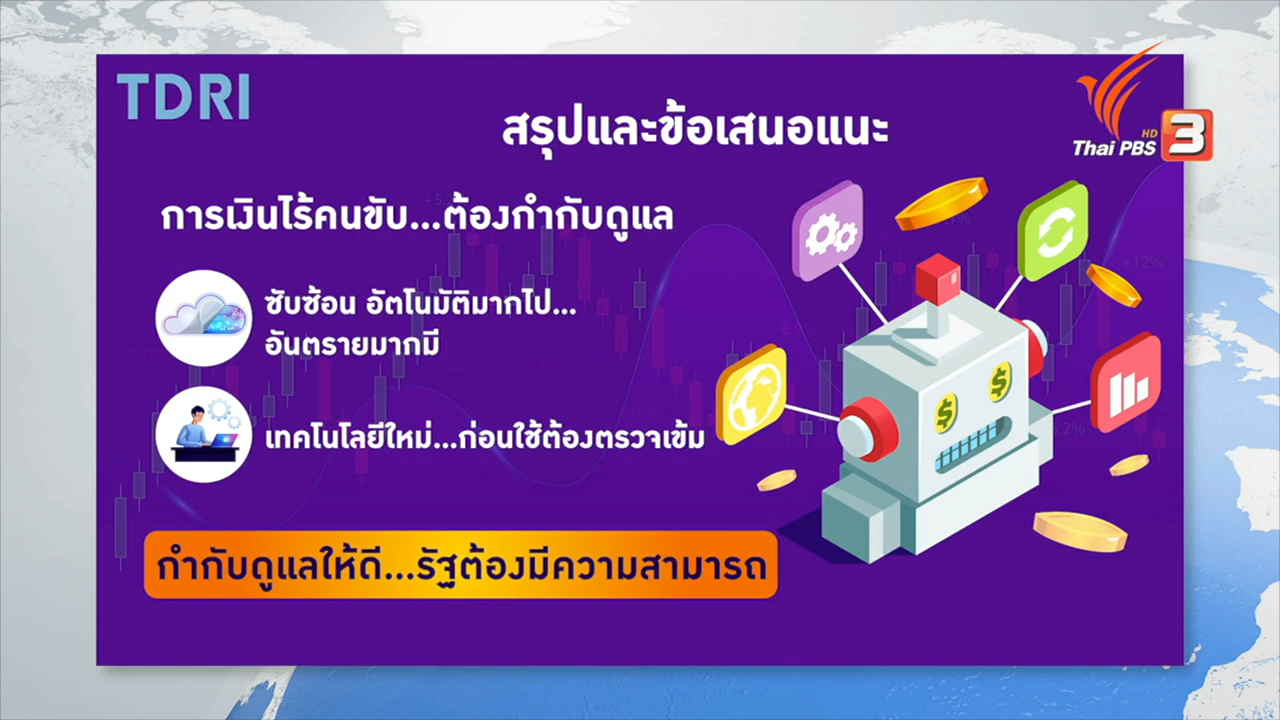 TDRI
สรุปและข้อเสนอแนะ
HD
Thai PBS 3
การเงินไร้คนขับ...ต้องกำกับดูแล
ซับซ้อน อัตโนมัติมากไป...
อันตรายมากมี
เทคโนโลยีใหม่...ก่อนใช้ต้องตรวจเข้ม
กำกับดูแลให้ดี...รัฐต้องมีความสามารถ
+12%
$
$